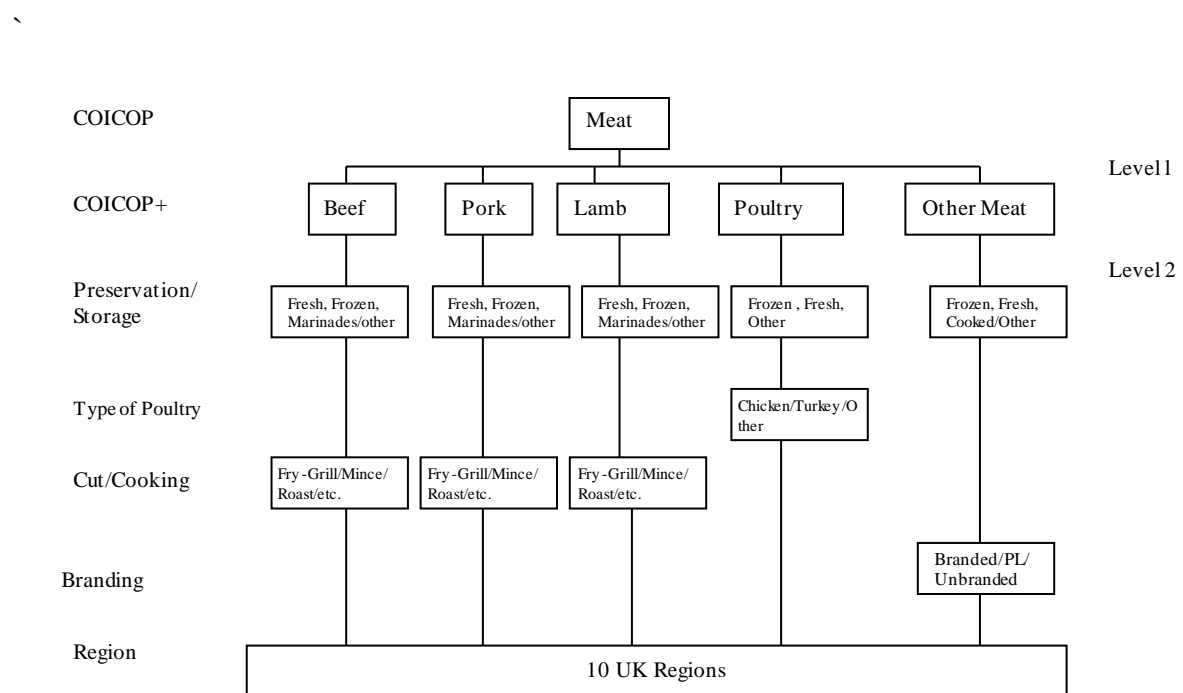 `
COICOP
Meat
Level 1
COICOP+
Beef
Pork
Lamb
Poultry
Other Meat
Level 2
Preservation/
Storage
Fresh, Frozen,
Marinades/other
Fresh, Frozen,
Marinades/other
Fresh, Frozen,
Marinades/other
Frozen , Fresh,
Other
Frozen, Fresh,
Cooked/Other
Type of Poultry
Chicken/Turkey/O
ther
Cut/Cooking
Fry-Grill/Mince/
Roast/etc.
Fry-Grill/Mince/
Roast/etc.
Fry-Grill/Mince/
Roast/etc.
Branding
Branded/PL/
Unbranded
Region
10 UK Regions